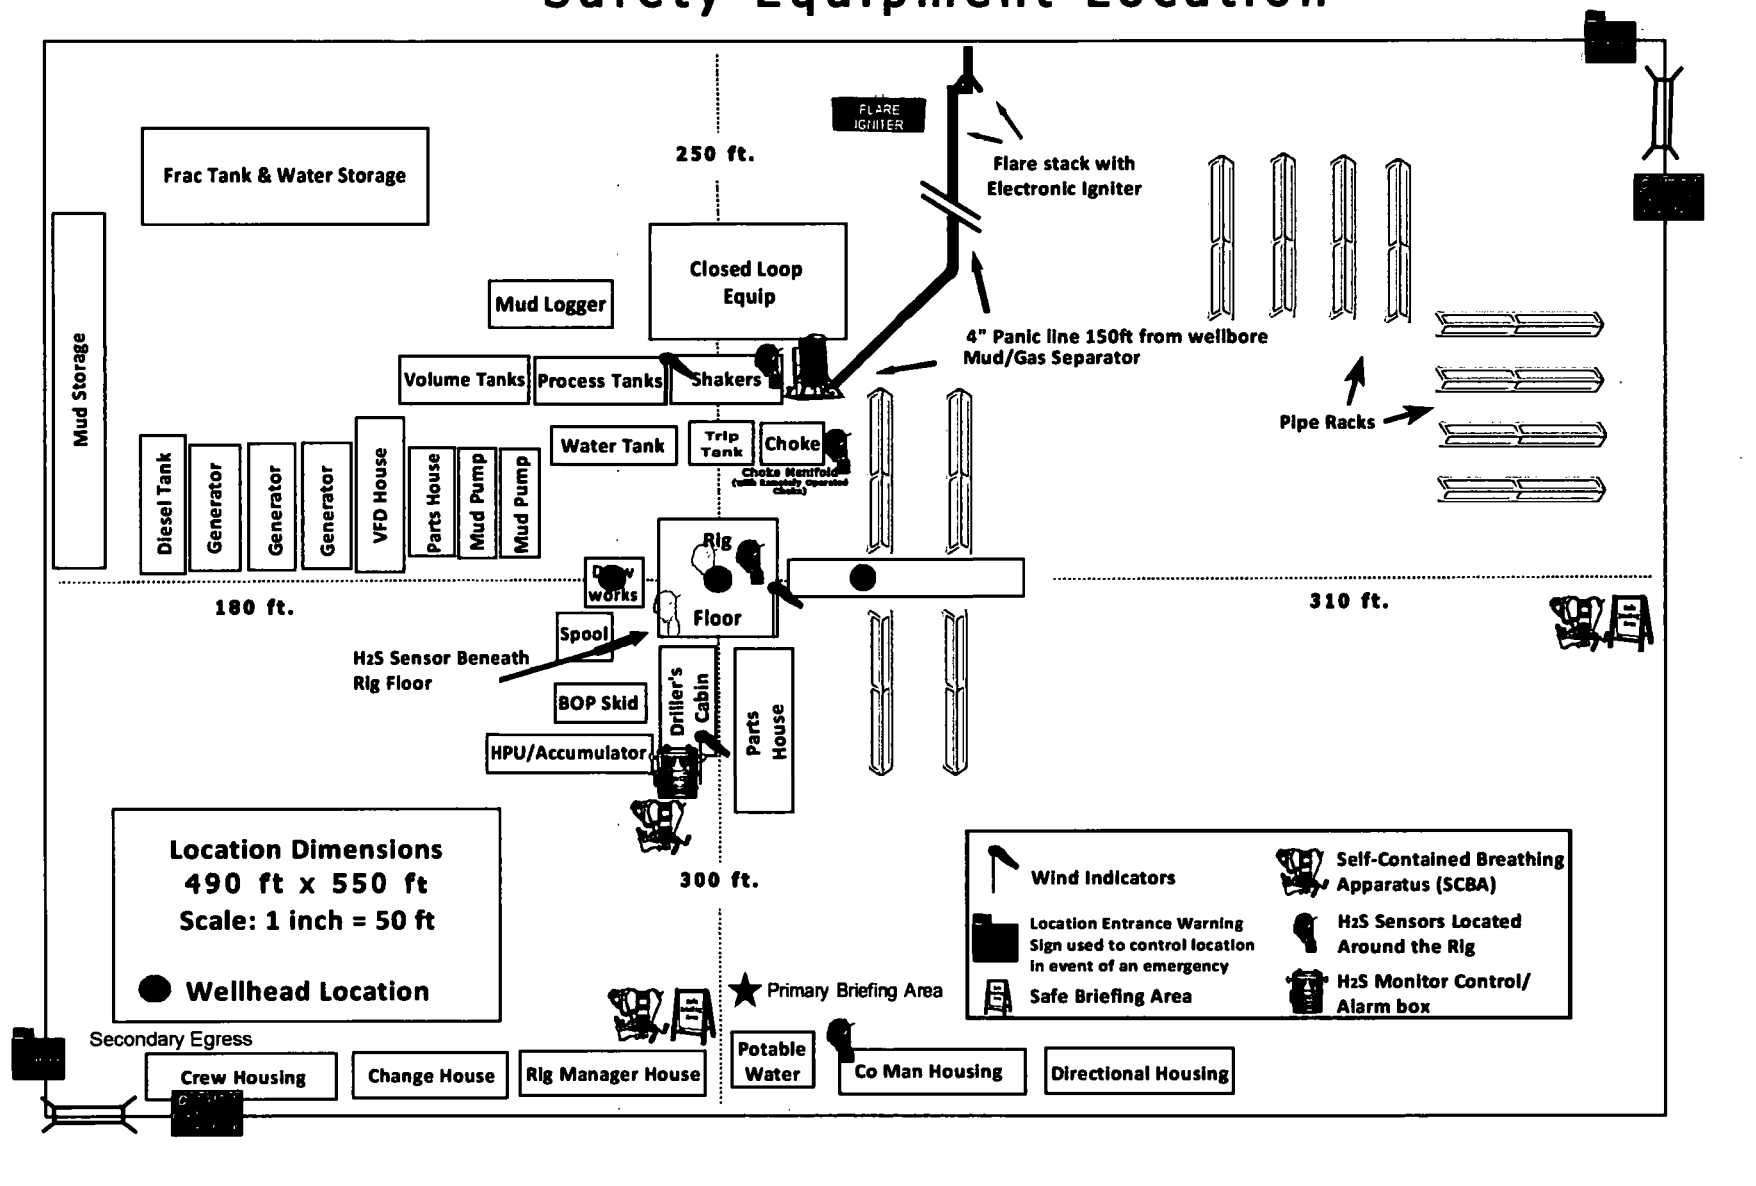 Safety Equipment Location
FLARE
IGNITER
250 ft.
Flare stack with
Electronic Igniter
Frac Tank & Water Storage
Closed Loop
Equip
Mud Logger
4" Panic line 150ft from wellbore
Mud/Gas Separator
Mud Storage
Volume Tanks
Process Tanks
Shakers
Pipe Racks
Water Tank
Trip
Tank
Choke
Choke Manifold
(with Remotely Operated
Choke)
Diesel Tank
Generator
Generator
Generator
VFD House
Parts House
Mud Pump
Mud Pump
Rig
Floor
Draw
works
180 ft.
310 ft.
Spool
H2S Sensor Beneath
Rig Floor
BOP Skid
Driller's
Cabin
Parts
House
HPU/Accumulator
Location Dimensions
490 ft x 550 ft
Scale: 1 inch = 50 ft
Wellhead Location
300 ft.
Wind Indicators
Location Entrance Warning
Sign used to control location
in event of an emergency
Safe Briefing Area
Self-Contained Breathing
Apparatus (SCBA)
H2S Sensors Located
Around the Rig
H2S Monitor Control/
Alarm box
Primary Briefing Area
Secondary Egress
Crew Housing
Change House
Rig Manager House
Potable
Water
Co Man Housing
Directional Housing